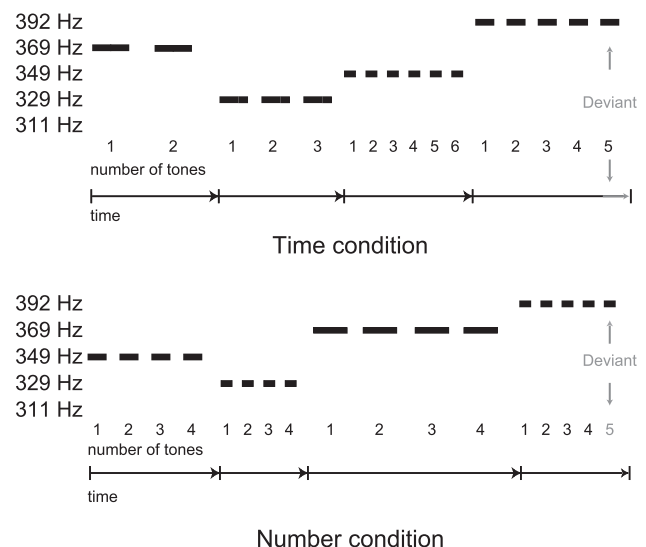 392 Hz
369 Hz
349 Hz
329 Hz
Deviant
311 Hz
1 2 1 2 3 1 2 3 4 5 6 1 2 3 4 5
number of tones
time
Time condition
392 Hz
369 Hz
349 Hz
Deviant
329 Hz
311 Hz
1 2 3 4 1 2 3 4 1 2 3 4 1 2 3 4 5
number of tones
time
Number condition